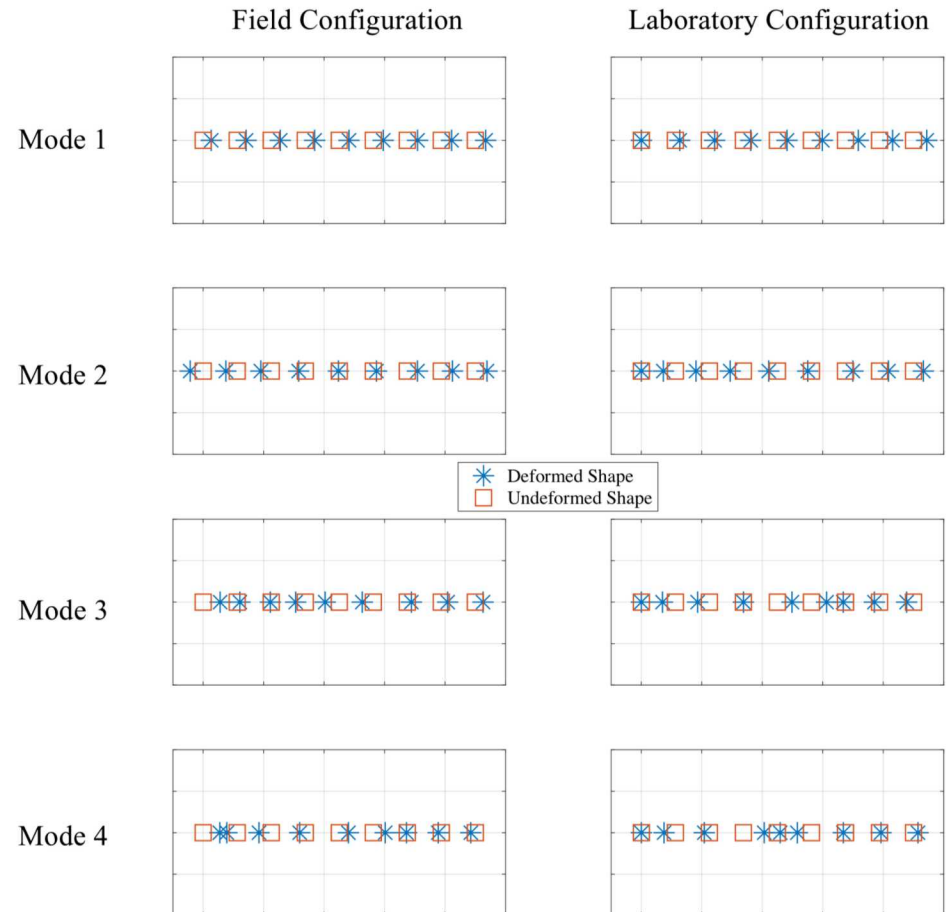 Field Configuration
Laboratory Configuration
Mode 1
Mode 2
Deformed Shape
Undeformed Shape
Mode 3
Mode 4